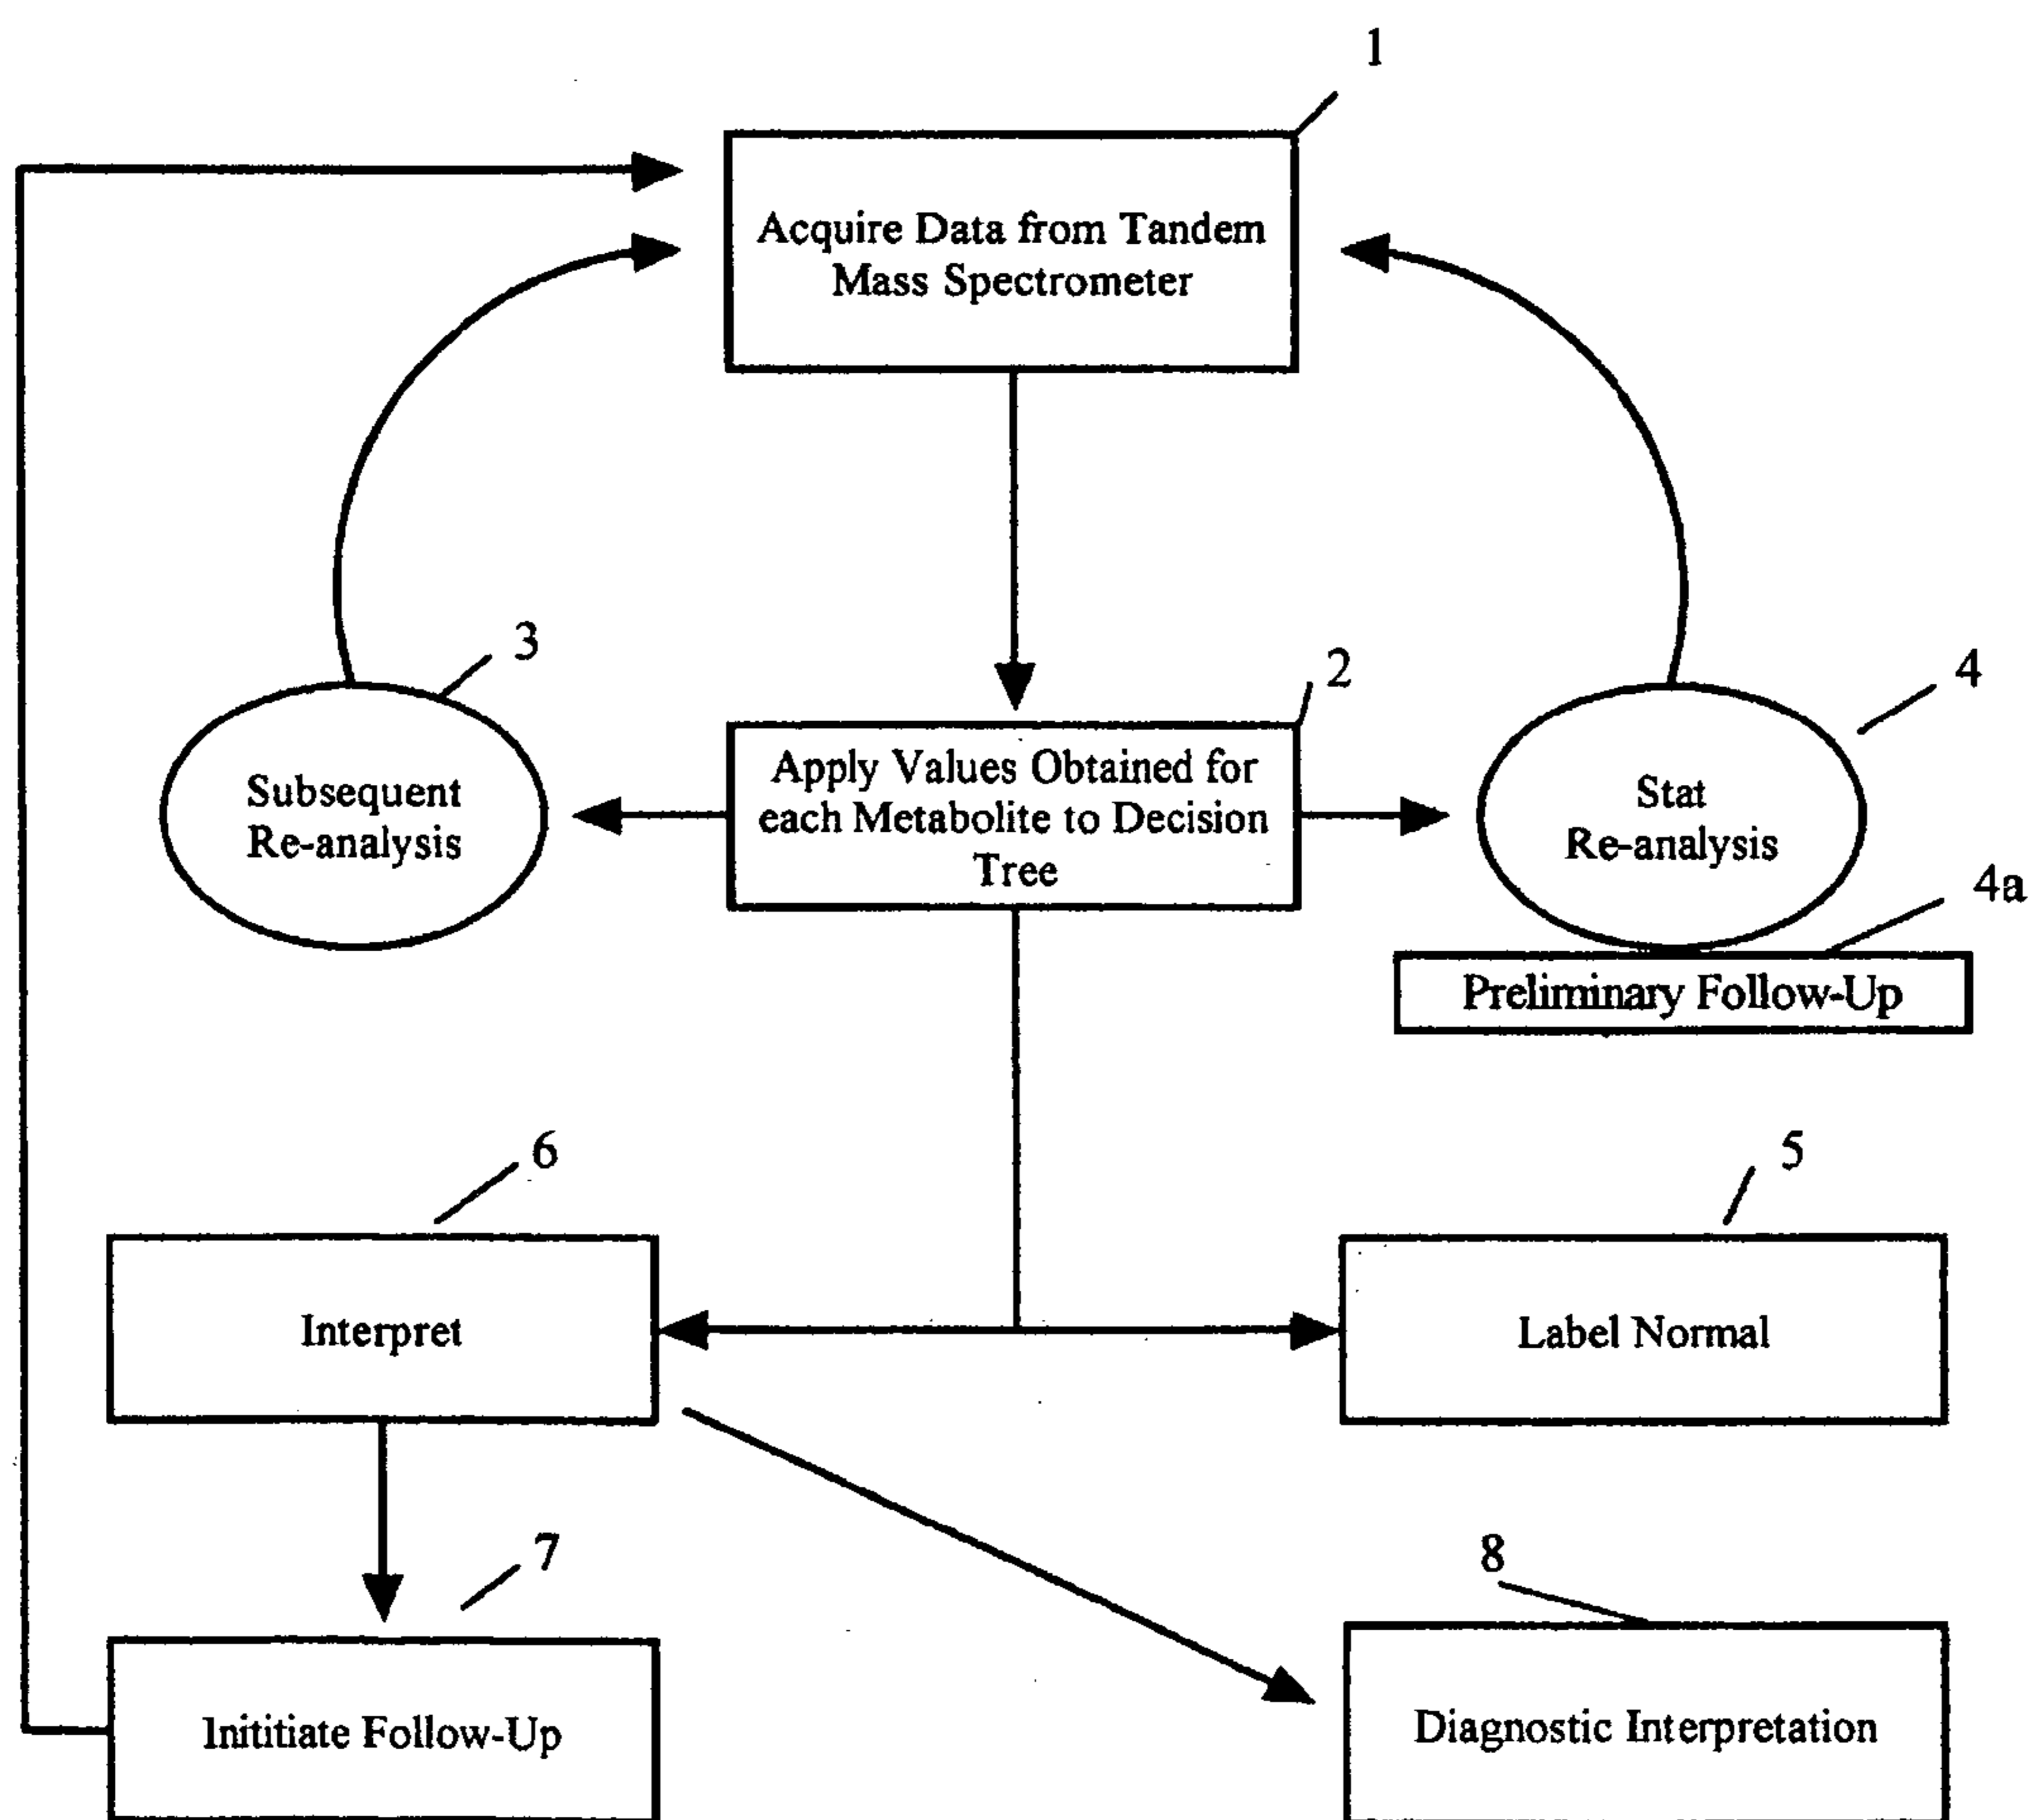 1
Acquire Data from Tandem
Mass Spectrometer
3
2
4
Subsequent
Re-analysis
Apply Values Obtained for
each Metabolite to Decision
Tree
Stat
Re-analysis
4a
Preliminary Follow-Up
6
5
Interpret
Label Normal
7
8
Inititiate Follow-Up
Diagnostic Interpretation